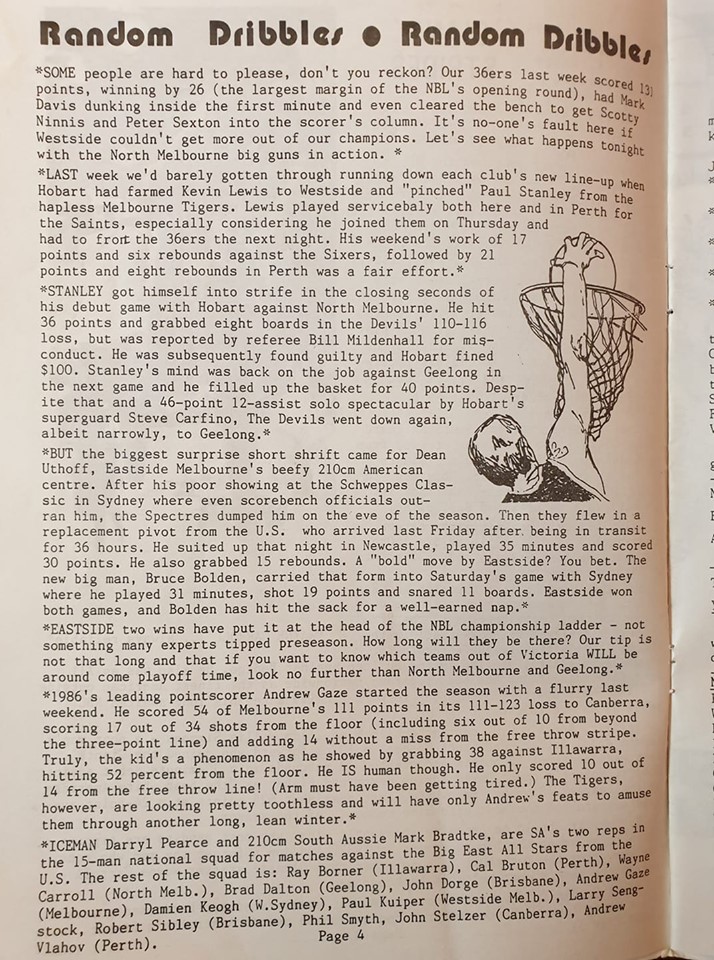 Random Dribbles ● Random Dribbles
*SOME people are hard to please, don't you reckon? Our 36ers last week scored 131
points, winning by 26 (the largest margin of the NBL's opening round), had Mark
Davis dunking inside the first minute and even cleared the bench to get Scotty
Ninnis and Peter Sexton into the scorer's column. It's no-one's fault here if
Westside couldn't get more out of our champions. Let's see what happens tonight
with the North Melbourne big guns in action. *
*LAST week we'd barely gotten through running down each club's new line-up when
Hobart had farmed Kevin Lewis to Westside and "pinched" Paul Stanley from the
hapless Melbourne Tigers. Lewis played servicebaly both here and in Perth for
the Saints, especially considering he joined them on Thursday and
had to front the 36ers the next night. His weekend's work of 17
points and six rebounds against the Sixers, followed by 21
points and eight rebounds in Perth was a fair effort.*
*STANLEY got himself into strife in the closing seconds of
his debut game with Hobart against North Melbourne. He hit
36 points and grabbed eight boards in the Devils' 110-116
loss, but was reported by referee Bill Mildenhall for mis-
conduct. He was subsequently found guilty and Hobart fined
$100. Stanley's mind was back on the job against Geelong in
the next game and he filled up the basket for 40 points. Desp-
ite that and a 46-point 12-assist solo spectacular by Hobart's
superguard Steve Carfino, The Devils went down again,
albeit narrowly, to Geelong.*
*BUT the biggest surprise short shrift came for Dean
Uthoff, Eastside Melbourne's beefy 210cm American
centre. After his poor showing at the Schweppes Clas-
sic in Sydney where even scorebench officials out-
ran him, the Spectres dumped him on the eve of the season. Then they flew in a
replacement pivot from the U.S. who arrived last Friday after being in transit
for 36 hours. He suited up that night in Newcastle, played 35 minutes and scored
30 points. He also grabbed 15 rebounds. A "bold" move by Eastside? You bet. The
new big man, Bruce Bolden, carried that form into Saturday's game with Sydney
where he played 31 minutes, shot 19 points and snared 11 boards. Eastside won
both games, and Bolden has hit the sack for a well-earned nap.*
*EASTSIDE two wins have put it at the head of the NBL championship ladder - not
something many experts tipped preseason. How long will they be there? Our tip is
not that long and that if you want to know which teams out of Victoria WILL be
around come playoff time, look no further than North Melbourne and Geelong.*
*1986's leading pointscorer Andrew Gaze started the season with a flurry last
weekend. He scored 54 of Melbourne's 111 points in its 111-123 loss to Canberra,
scoring 17 out of 34 shots from the floor (including six out of 10 from beyond
the three-point line) and adding 14 without a miss from the free throw stripe.
Truly, the kid's a phenomenon as he showed by grabbing 38 against Illawarra,
hitting 52 percent from the floor. He IS human though. He only scored 10 out of
14 from the free throw line! (Arm must have been getting tired.) The Tigers,
however, are looking pretty toothless and will have only Andrew's feats to amuse
them through another long, lean winter.*
*ICEMAN Darryl Pearce and 210cm South Aussie Mark Bradtke, are SA's two reps in
the 15-man national squad for matches against the Big East All Stars from the
U.S. The rest of the squad is: Ray Borner (Illawarra), Cal Bruton (Perth), Wayne
Carroll (North Melb.), Brad Dalton (Geelong), John Dorge (Brisbane), Andrew Gaze
(Melbourne), Damien Keogh (W.Sydney), Paul Kuiper (Westside Melb.), Larry Seng-
stock, Robert Sibley (Brisbane), Phil Smyth, John Stelzer (Canberra), Andrew
Vlahov (Perth).
Page 4